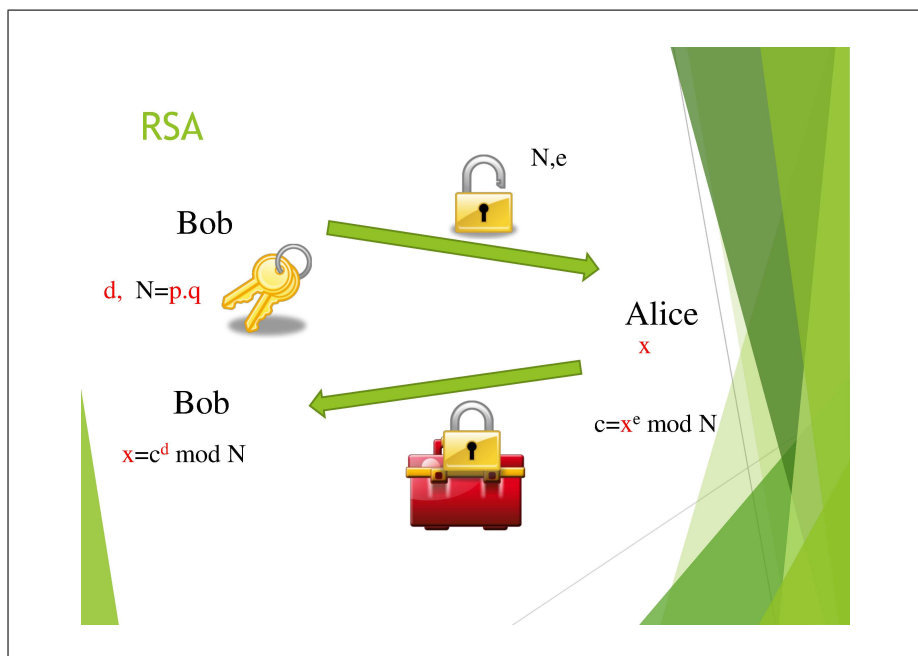 RSA
N,e
Bob
d, N=p.q
Alice
x
Bob
c=xᵉ mod N
x=cᵈ mod N